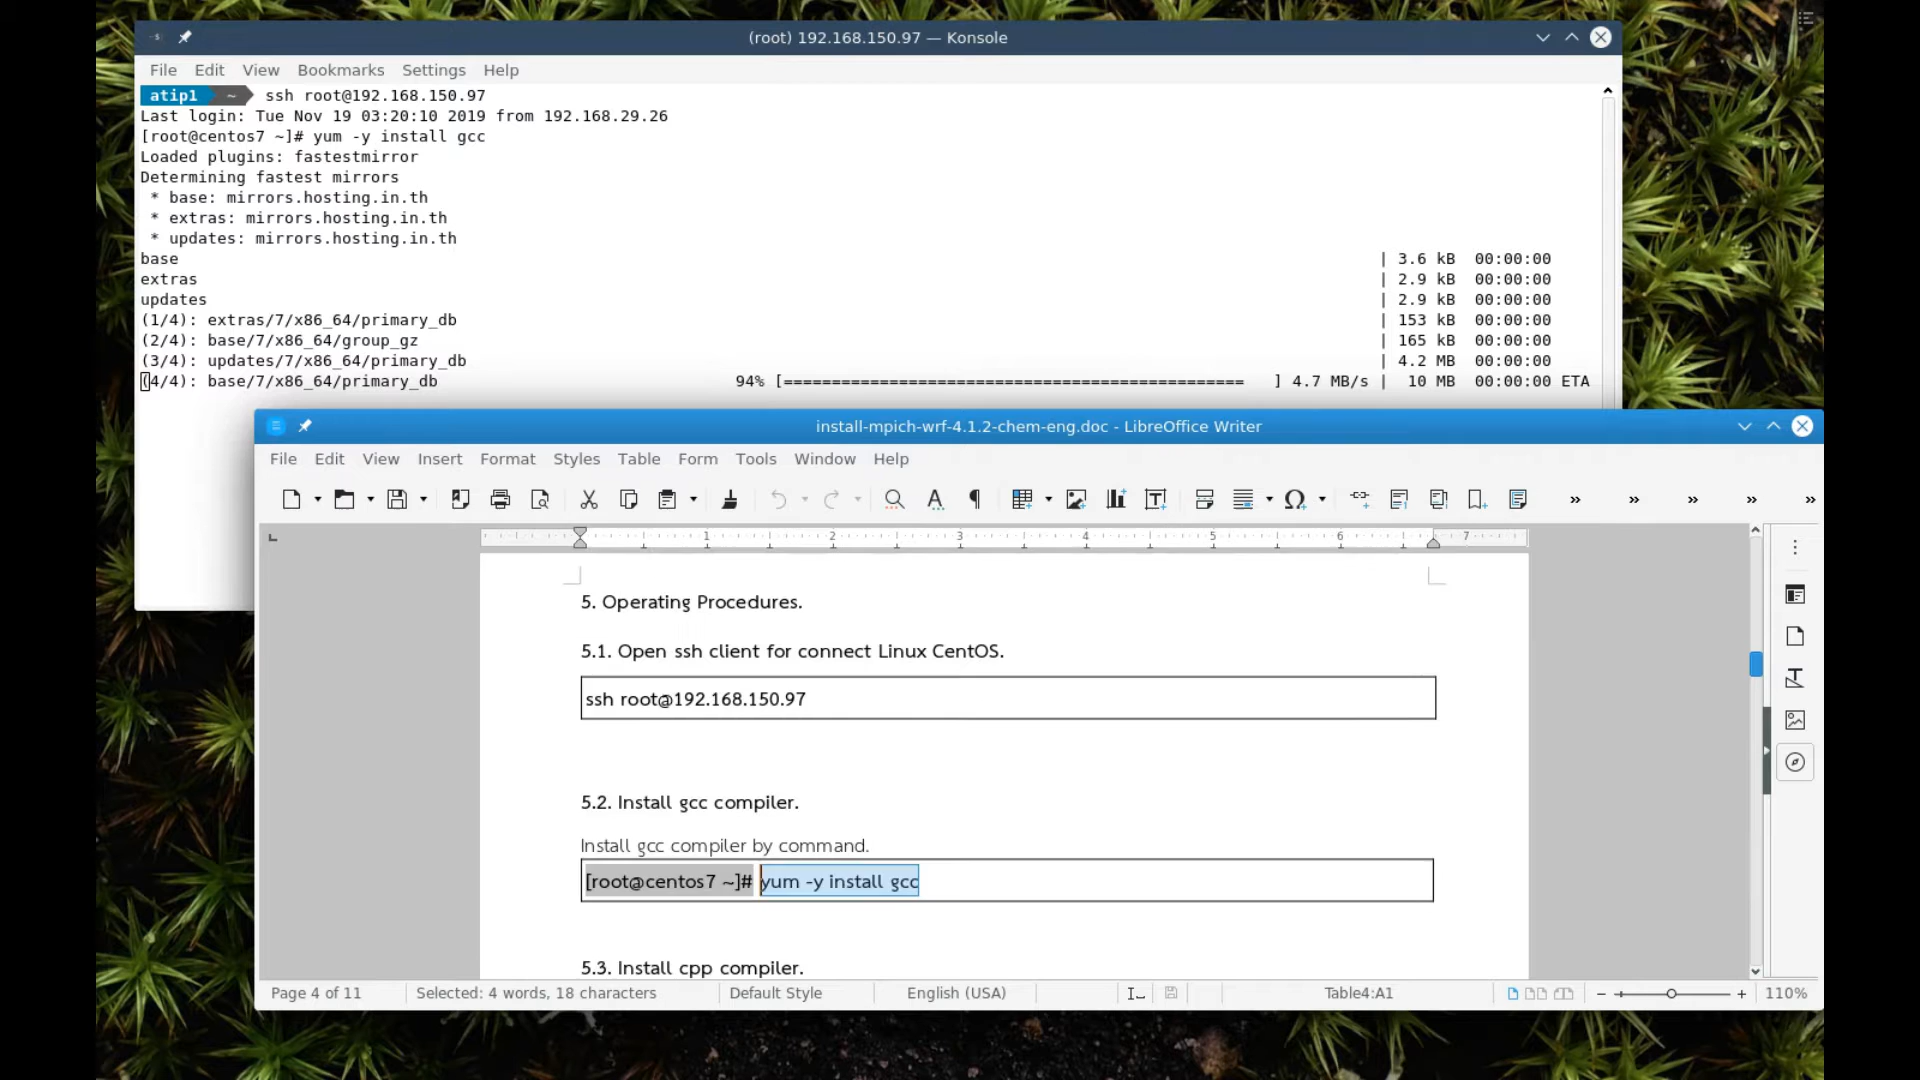 (root) 192.168.150.97 — Konsole
File Edit View Bookmarks Settings Help
atip1 ~ ssh root@192.168.150.97
Last login: Tue Nov 19 03:20:10 2019 from 192.168.29.26
[root@centos7 ~]# yum -y install gcc
Loaded plugins: fastestmirror
Determining fastest mirrors
* base: mirrors.hosting.in.th
* extras: mirrors.hosting.in.th
* updates: mirrors.hosting.in.th
base | 3.6 kB 00:00:00
extras | 2.9 kB 00:00:00
updates | 2.9 kB 00:00:00
(1/4): extras/7/x86_64/primary_db | 153 kB 00:00:00
(2/4): base/7/x86_64/group_gz | 165 kB 00:00:00
(3/4): updates/7/x86_64/primary_db | 4.2 MB 00:00:00
(4/4): base/7/x86_64/primary_db 94% [================================================ ] 4.7 MB/s | 10 MB 00:00:00 ETA
install-mpich-wrf-4.1.2-chem-eng.doc - LibreOffice Writer
File Edit View Insert Format Styles Table Form Tools Window Help
1 2 3 4 5 6 7
5. Operating Procedures.
5.1. Open ssh client for connect Linux CentOS.
ssh root@192.168.150.97
5.2. Install gcc compiler.
Install gcc compiler by command.
[root@centos7 ~]# yum -y install gcc
5.3. Install cpp compiler.
Page 4 of 11 Selected: 4 words, 18 characters Default Style English (USA) Table4:A1 110%